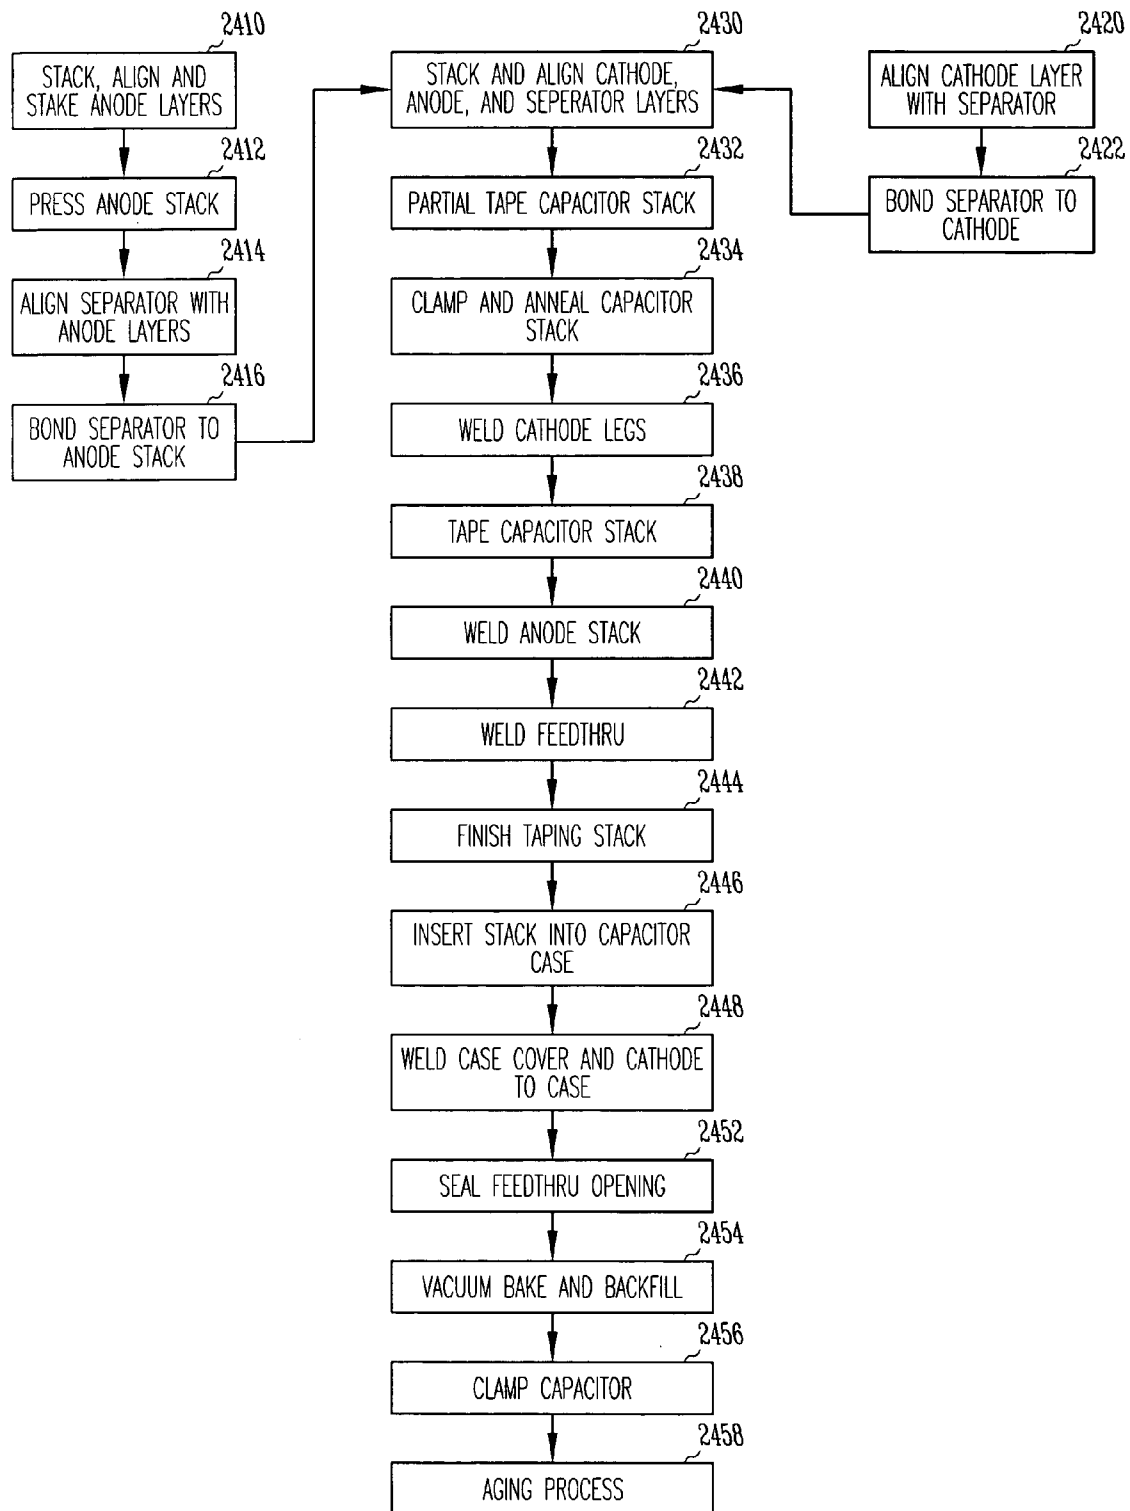 2410
STACK, ALIGN AND
STAKE ANODE LAYERS
2412
PRESS ANODE STACK
2414
ALIGN SEPARATOR WITH
ANODE LAYERS
2416
BOND SEPARATOR TO
ANODE STACK
2420
ALIGN CATHODE LAYER
WITH SEPARATOR
2422
BOND SEPARATOR TO
CATHODE
2430
STACK AND ALIGN CATHODE,
ANODE, AND SEPERATOR LAYERS
2432
PARTIAL TAPE CAPACITOR STACK
2434
CLAMP AND ANNEAL CAPACITOR
STACK
2436
WELD CATHODE LEGS
2438
TAPE CAPACITOR STACK
2440
WELD ANODE STACK
2442
WELD FEEDTHRU
2444
FINISH TAPING STACK
2446
INSERT STACK INTO CAPACITOR
CASE
2448
WELD CASE COVER AND CATHODE
TO CASE
2452
SEAL FEEDTHRU OPENING
2454
VACUUM BAKE AND BACKFILL
2456
CLAMP CAPACITOR
2458
AGING PROCESS